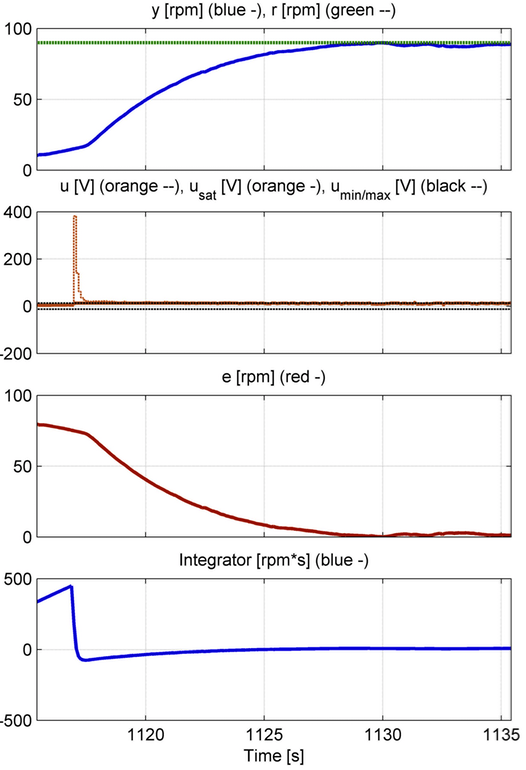 y [rpm] (blue -), r [rpm] (green --)
100
50
0
u [V] (orange --), u_sat [V] (orange -), u_min/max [V] (black --)
400
200
0
-200
e [rpm] (red -)
100
50
0
Integrator [rpm*s] (blue -)
500
0
-500
1120 1125 1130 1135
Time [s]